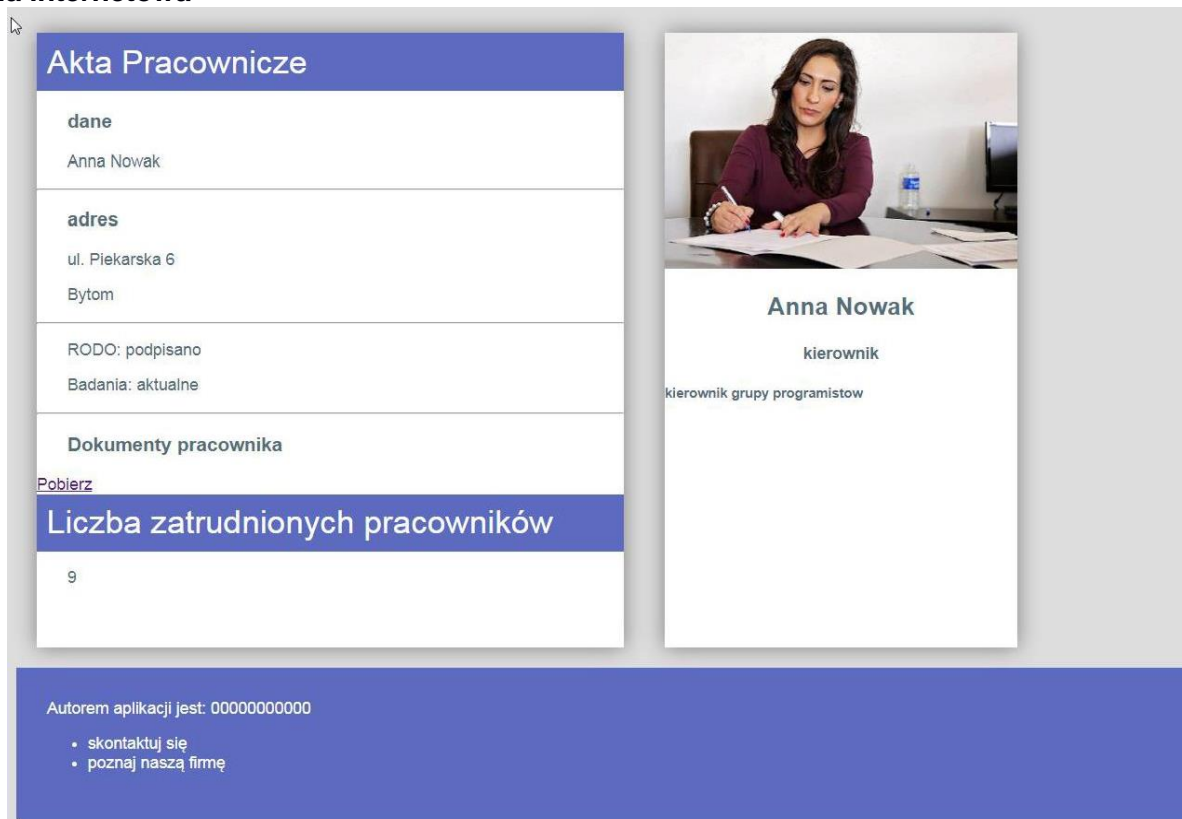 Akta Pracownicze
dane
Anna Nowak
adres
ul. Piekarska 6
Bytom
RODO: podpisano
Badania: aktualne
Dokumenty pracownika
Pobierz
Liczba zatrudnionych pracowników
9
Anna Nowak
kierownik
kierownik grupy programistow
Autorem aplikacji jest: 00000000000
skontaktuj się
poznaj naszą firmę